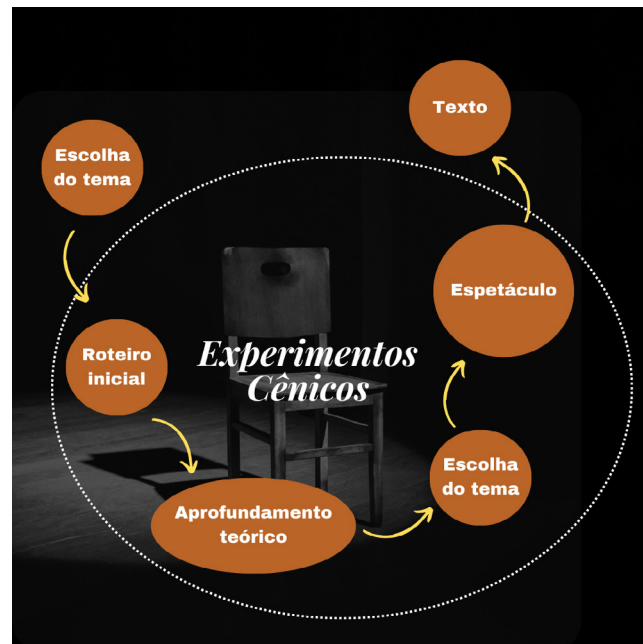 Escolha
do tema
Roteiro
inicial
Aprofundamento
teórico
Escolha
do tema
Espetáculo
Texto
Experimentos
Cênicos